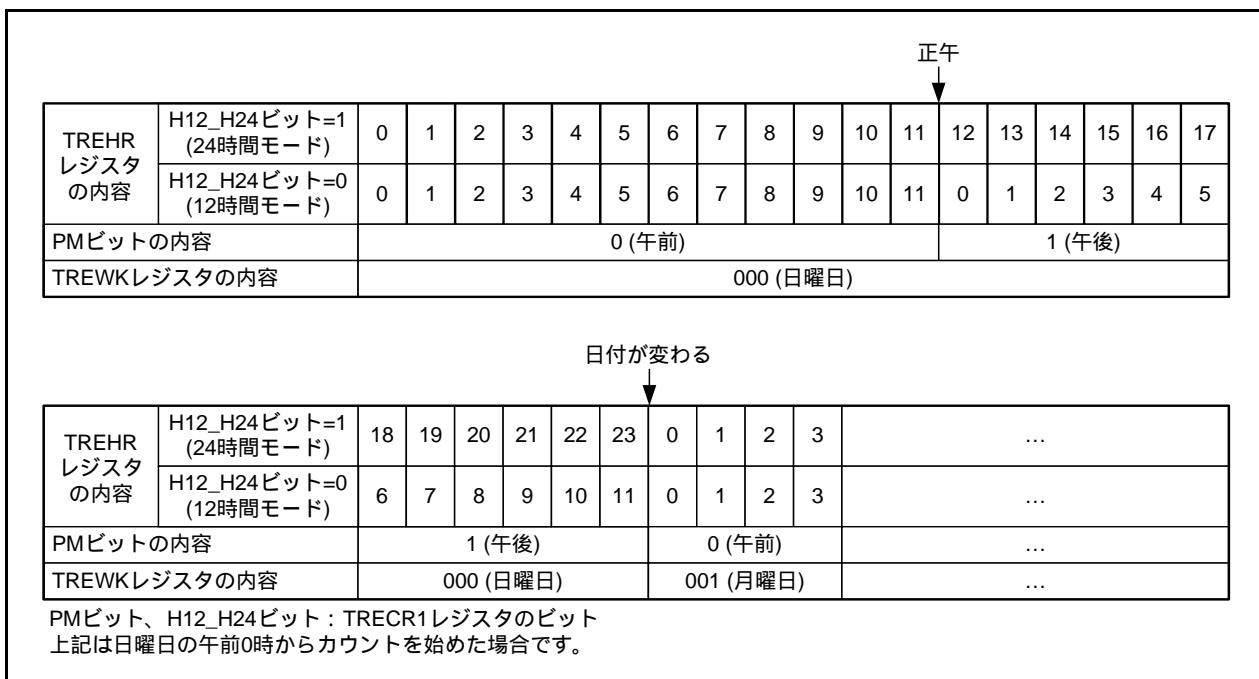 正午
TREHR
レジスタ
の内容
H12_H24ビット=1
(24時間モード)
0 1 2 3 4 5 6 7 8 9 10 11 12 13 14 15 16 17
H12_H24ビット=0
(12時間モード)
0 1 2 3 4 5 6 7 8 9 10 11 0 1 2 3 4 5
PMビットの内容 0 (午前) 1 (午後)
TREWKレジスタの内容 000 (日曜日)
日付が変わる
TREHR
レジスタ
の内容
H12_H24ビット=1
(24時間モード)
18 19 20 21 22 23 0 1 2 3 …
H12_H24ビット=0
(12時間モード)
6 7 8 9 10 11 0 1 2 3 …
PMビットの内容 1 (午後) 0 (午前) …
TREWKレジスタの内容 000 (日曜日) 001 (月曜日) …
PMビット、H12_H24ビット：TRECR1レジスタのビット
上記は日曜日の午前0時からカウントを始めた場合です。